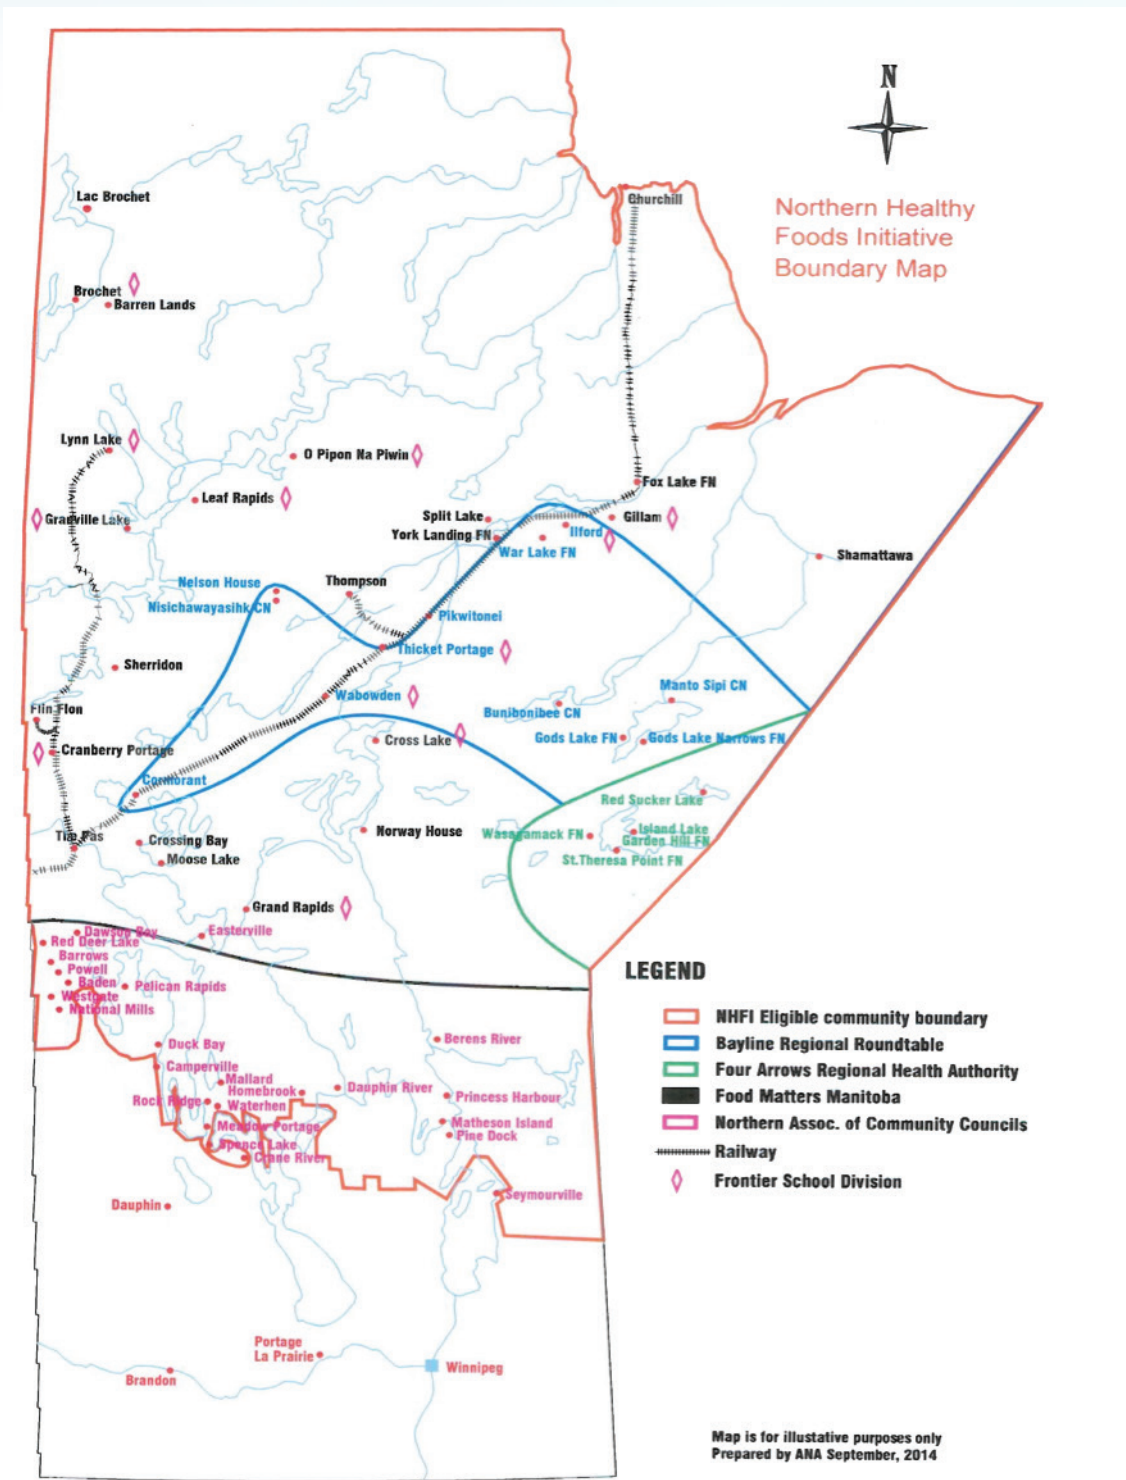 N
Northern Healthy
Foods Initiative
Boundary Map
Lac Brochet
Churchill
Brochet
Barren Lands
Lynn Lake
O Pipon Na Piwin
Leaf Rapids
Granville Lake
Fox Lake FN
Split Lake
Gillam
York Landing FN
Ilford
War Lake FN
Shamattawa
Nelson House
Thompson
Nisichawayasihk CN
Pikwitonei
Thicket Portage
Sherridon
Manto Sipi CN
Wabowden
Flin Flon
Bunibonibee CN
Cross Lake
Gods Lake FN
Gods Lake Narrows FN
Cranberry Portage
Cormorant
Red Sucker Lake
The Pas
Norway House
Wasagamack FN
Island Lake
Crossing Bay
Garden Hill FN
Moose Lake
St.Theresa Point FN
Grand Rapids
Dawson Bay
Easterville
Red Deer Lake
Barrows
Powell
Baden
Pelican Rapids
Westgate
National Mills
Berens River
Duck Bay
Camperville
Mallard
Homebrook
Dauphin River
Rock Ridge
Waterhen
Princess Harbour
Meadow Portage
Matheson Island
Pine Dock
Spence Lake
Crane River
Seymourville
Dauphin
Portage
La Prairie
Winnipeg
Brandon
LEGEND
NHFI Eligible community boundary
Bayline Regional Roundtable
Four Arrows Regional Health Authority
Food Matters Manitoba
Northern Assoc. of Community Councils
Railway
Frontier School Division
Map is for illustative purposes only
Prepared by ANA September, 2014